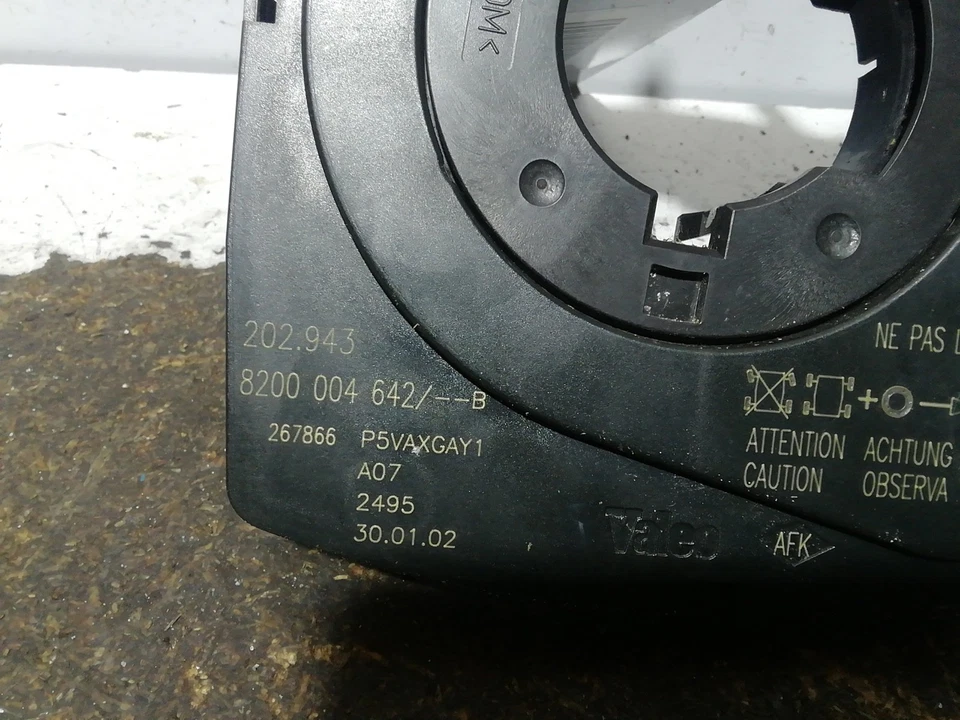 OM<
202.943
8200 004 642/--B
267866 P5VAXGAY1
A07
2495
30.01.02
NE PAS
+
ATTENTION ACHTUNG
CAUTION OBSERVA
Valeo
AFK